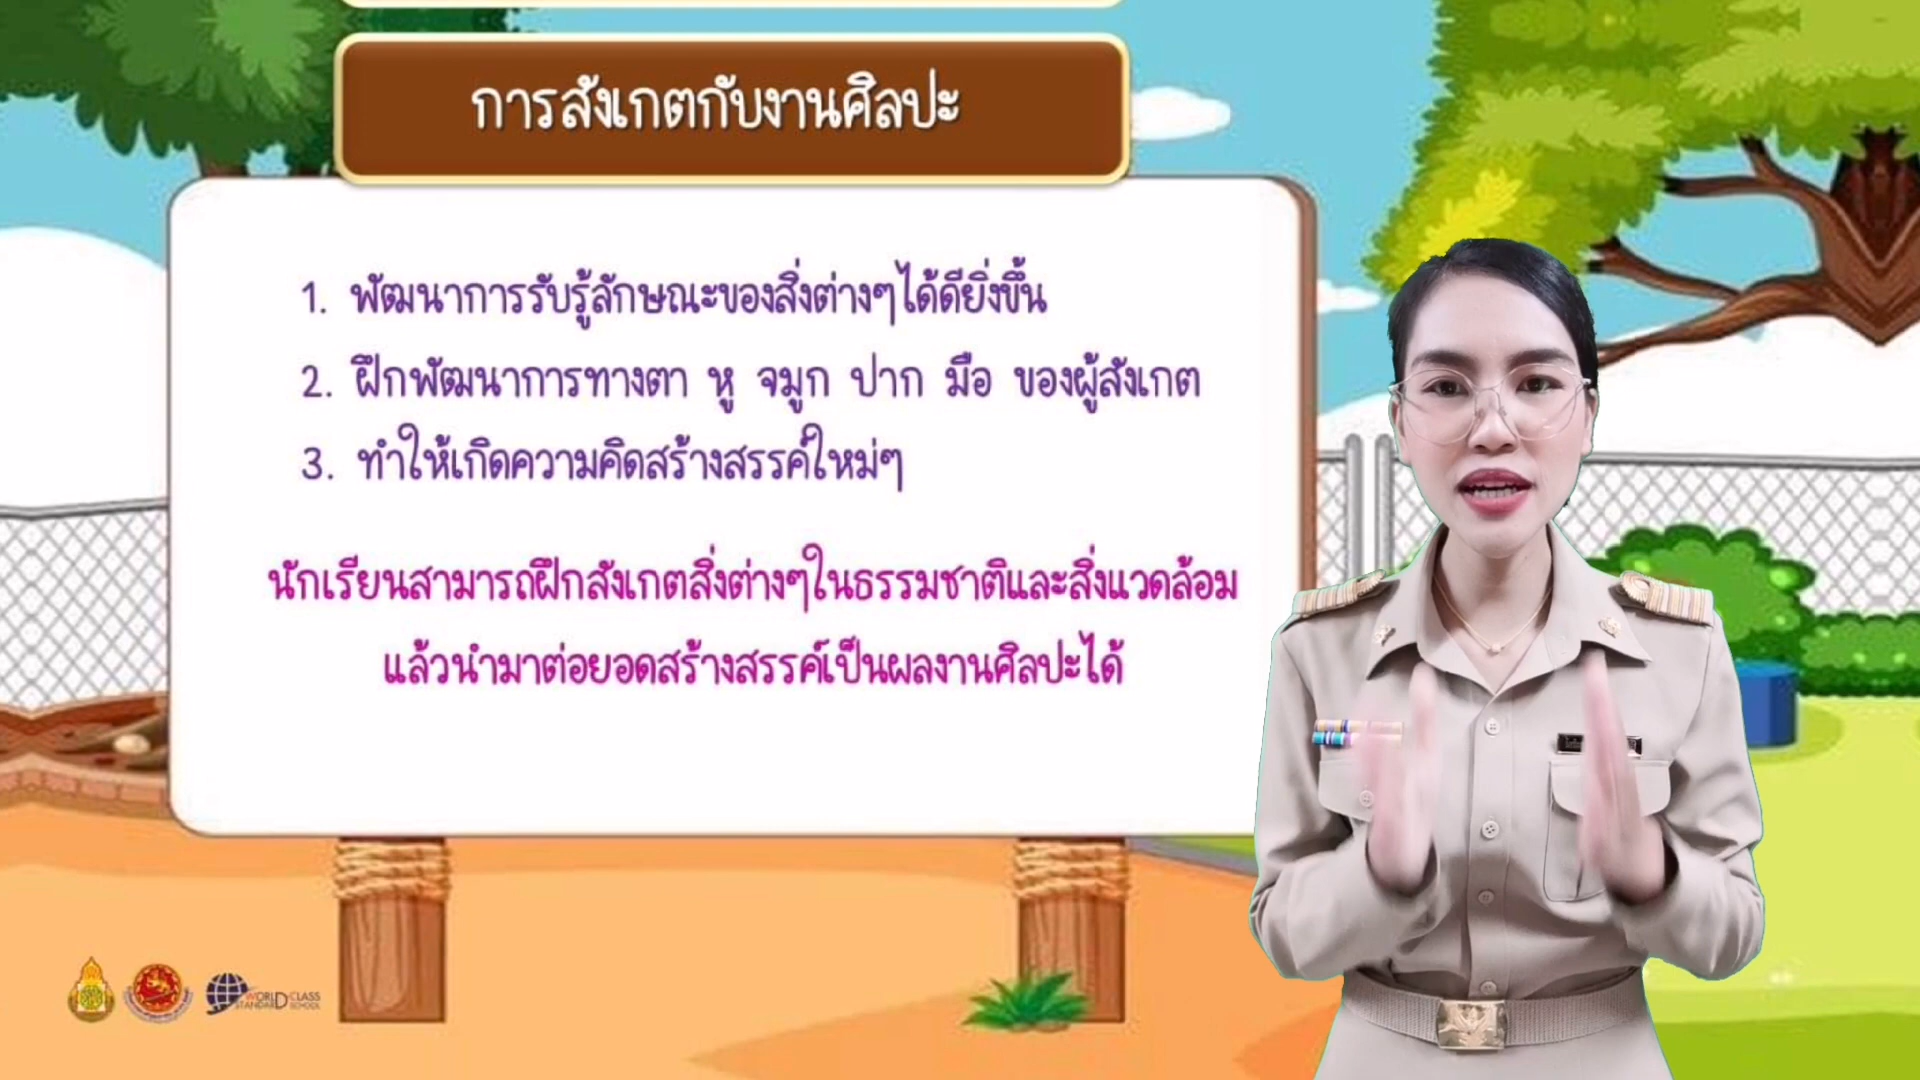 การสังเกตกับงานศิลปะ
1. พัฒนาการรับรู้ลักษณะของสิ่งต่างๆได้ดียิ่งขึ้น
2. ฝึกพัฒนาการทางตา หู จมูก ปาก มือ ของผู้สังเกต
3. ทำให้เกิดความคิดสร้างสรรค์ใหม่ๆ
นักเรียนสามารถฝึกสังเกตสิ่งต่างๆในธรรมชาติและสิ่งแวดล้อม
แล้วนำมาต่อยอดสร้างสรรค์เป็นผลงานศิลปะได้
WORLD CLASS
STANDARD SCHOOL